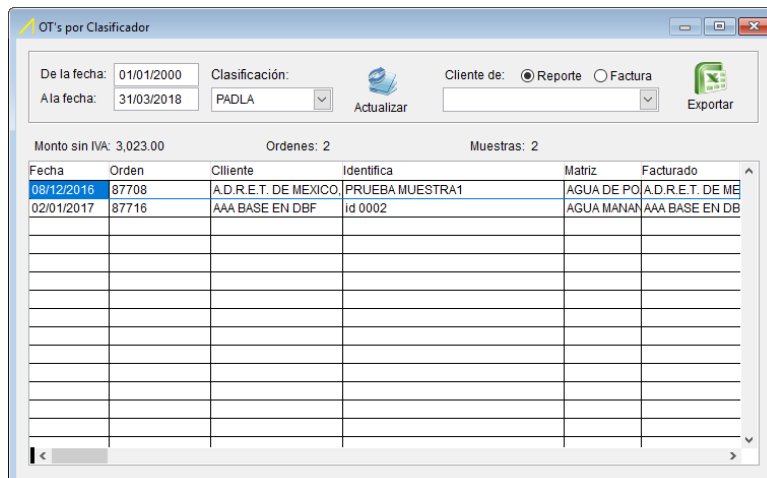 OT's por Clasificador
De la fecha: 01/01/2000 Clasificación: Cliente de: Reporte Factura
A la fecha: 31/03/2018 PADLA Actualizar Exportar
Monto sin IVA: 3,023.00 Ordenes: 2 Muestras: 2
Fecha Orden Clliente Identifica Matriz Facturado
08/12/2016 87708 A.D.R.E.T. DE MEXICO, PRUEBA MUESTRA1 AGUA DE PO A.D.R.E.T. DE ME
02/01/2017 87716 AAA BASE EN DBF id 0002 AGUA MANAN AAA BASE EN DB